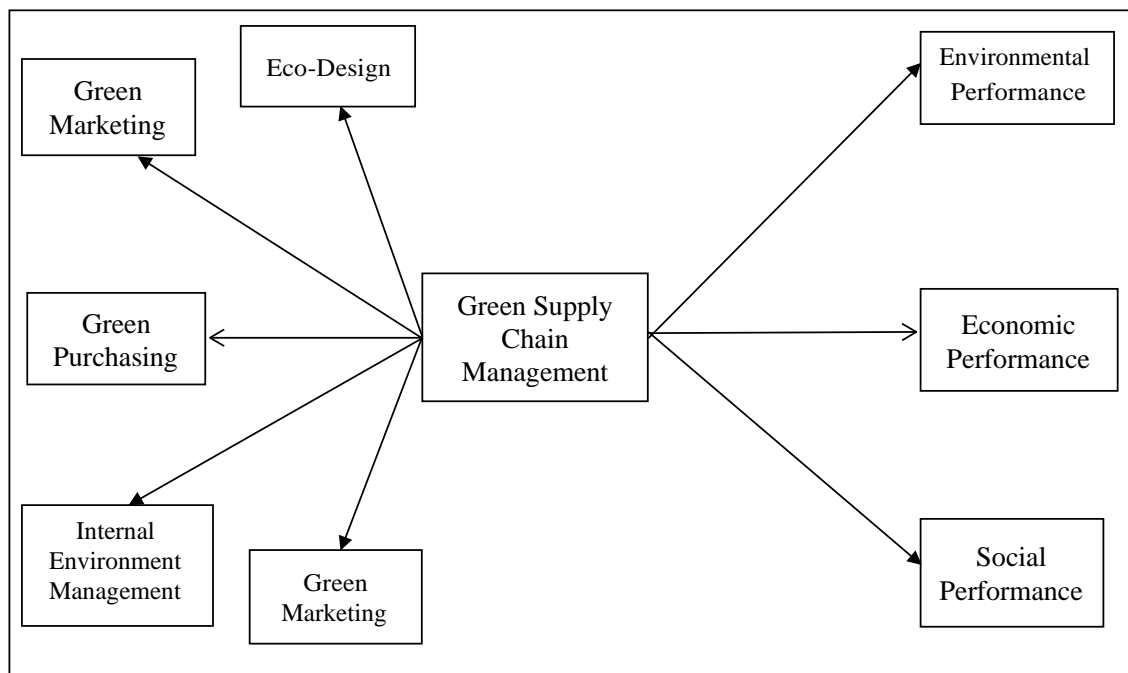 Eco-Design
Green
Marketing
Environmental
Performance
Green
Purchasing
Green Supply
Chain
Management
Economic
Performance
Internal
Environment
Management
Green
Marketing
Social
Performance